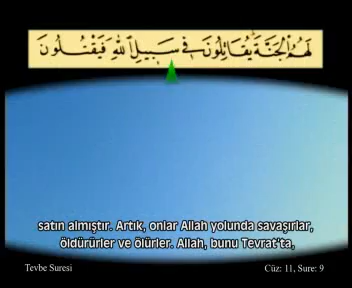 لَهُمُ الْجَنَّةَ يُقَاتِلُونَ فِي سَبِيلِ اللَّهِ فَيَقْتُلُونَ
satın almıştır. Artık, onlar Allah yolunda savaşırlar,
öldürürler ve ölürler. Allah, bunu Tevrat'ta,
Tevbe Suresi
Cüz: 11, Sure: 9